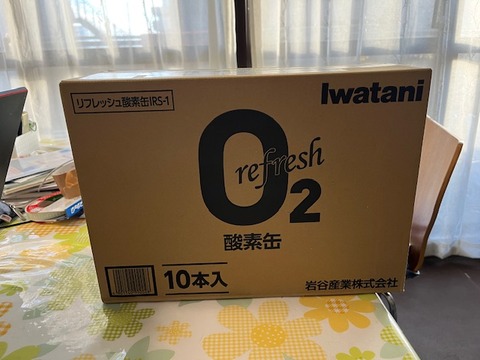 リフレッシュ酸素缶IRS-1
Iwatani
O2
refresh
酸素缶
10本入
岩谷産業株式会社